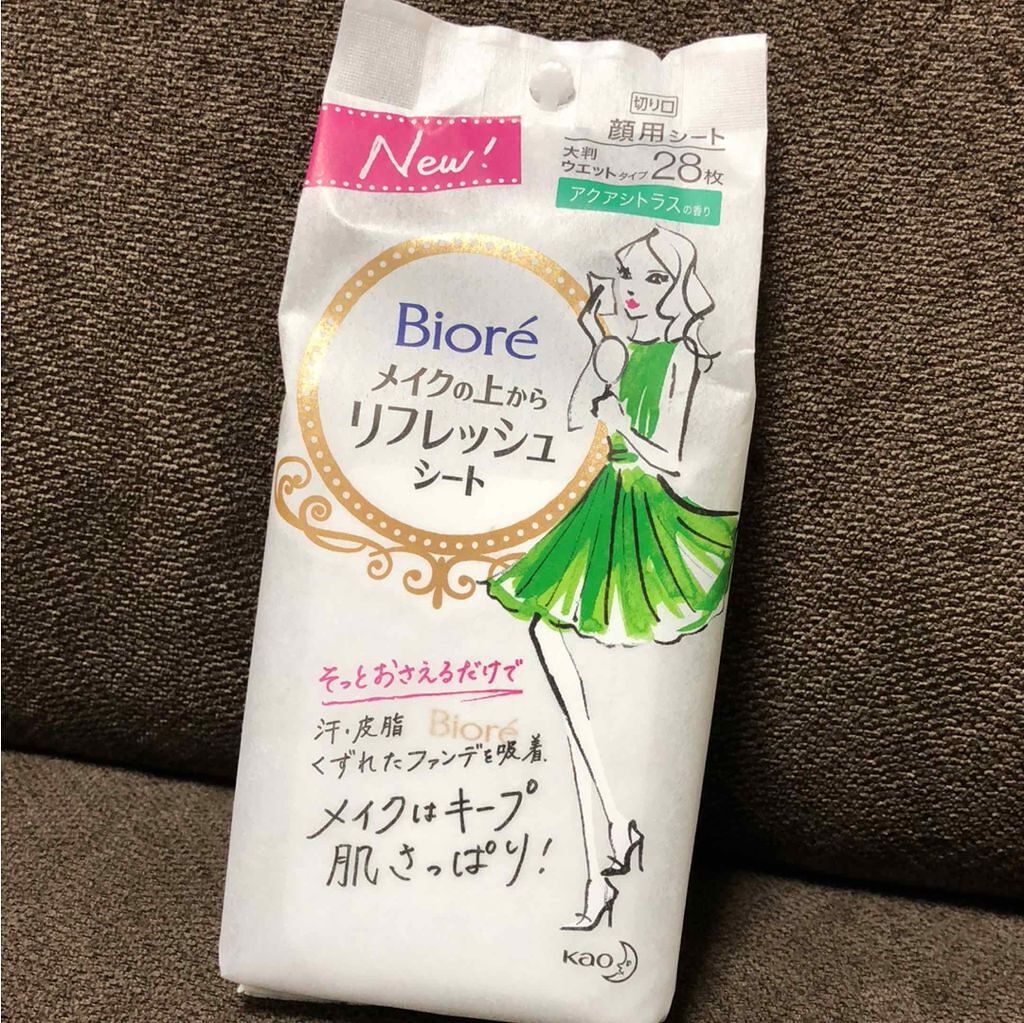 New!
切り口
顔用シート
大判
ウエットタイプ 28枚
アクアシトラスの香り
Bioré
メイクの上から
リフレッシュ
シート
そっとおさえるだけで
汗・皮脂
Bioré
くずれたファンデを吸着。
メイクはキープ
肌さっぱり!
Kao